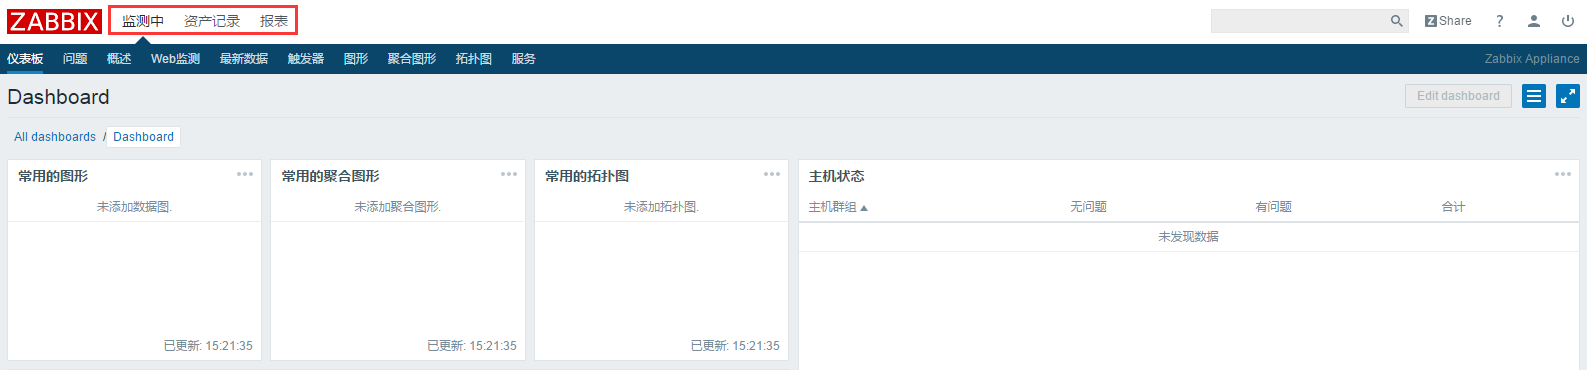 ZABBIX 监测中 资产记录 报表 Z Share ?
仪表板 问题 概述 Web监测 最新数据 触发器 图形 聚合图形 拓扑图 服务 Zabbix Appliance
Dashboard Edit dashboard
All dashboards / Dashboard
常用的图形 常用的聚合图形 常用的拓扑图 主机状态
未添加数据图. 未添加聚合图形. 未添加拓扑图. 主机群组 无问题 有问题 合计
未发现数据
已更新: 15:21:35 已更新: 15:21:35 已更新: 15:21:35